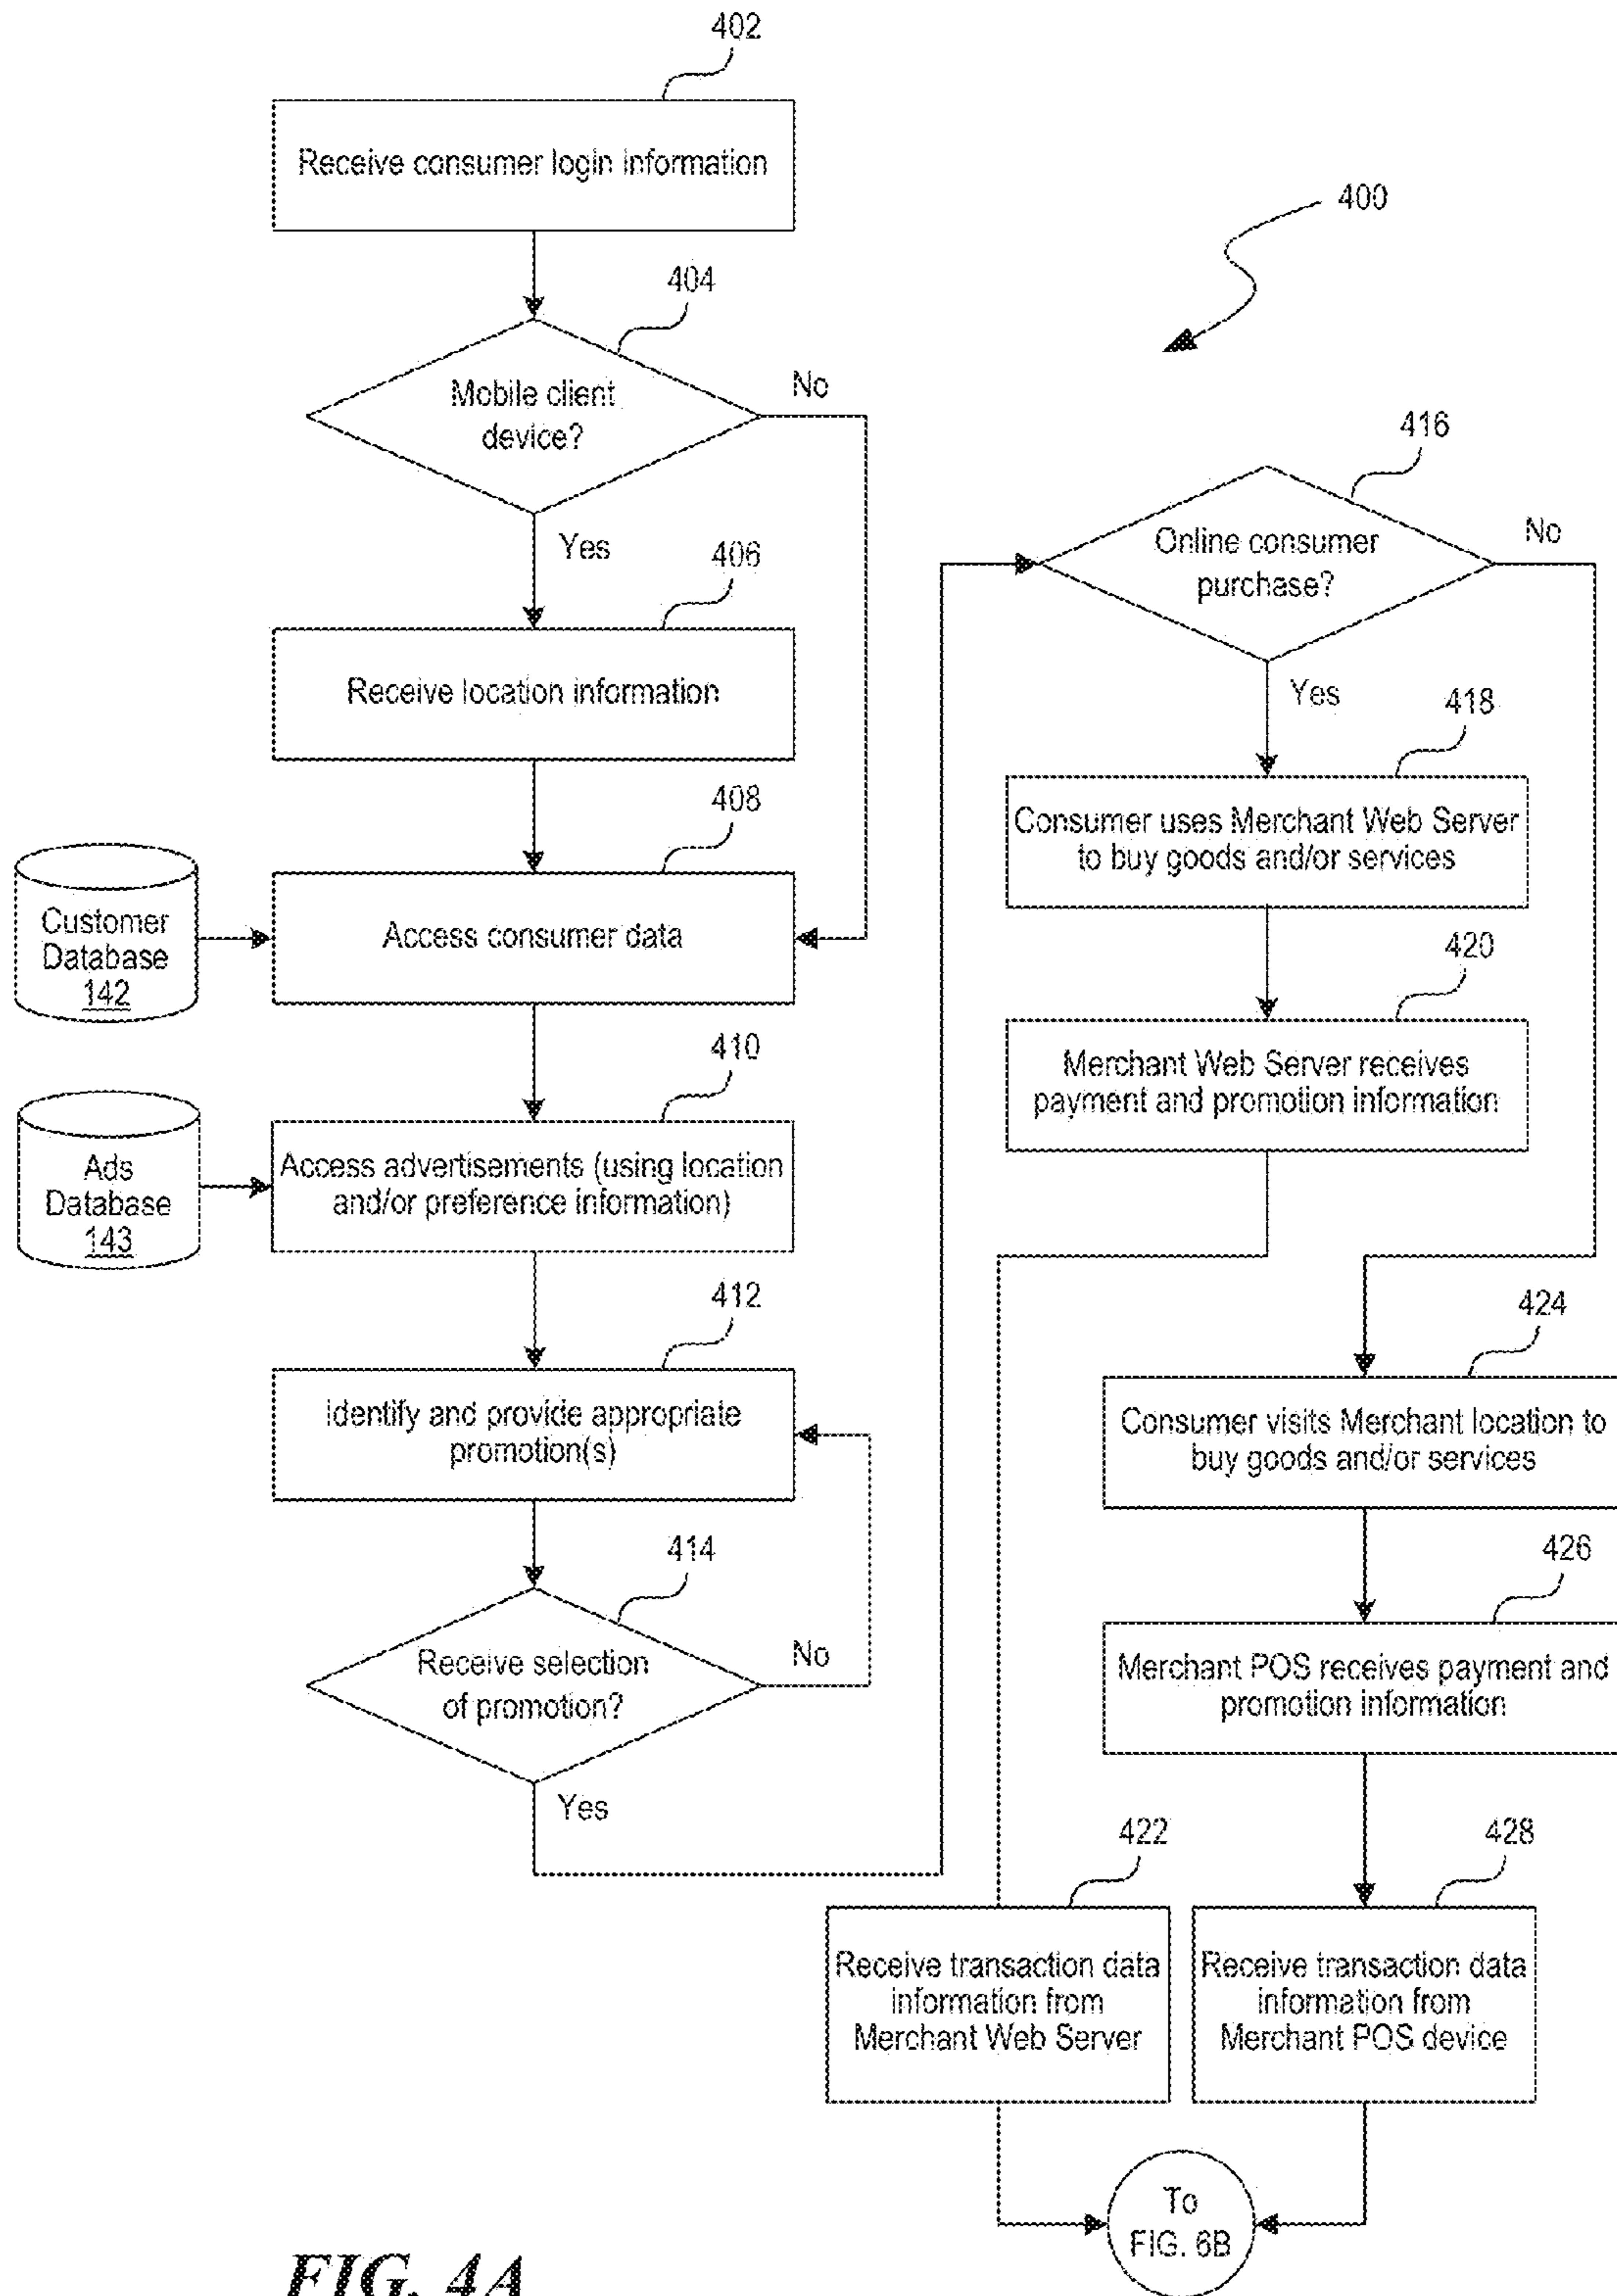 402
Receive consumer login information
400
404
Mobile client
device?
No
Yes
406
Receive location information
408
Customer
Database
142
Access consumer data
410
Ads
Database
143
Access advertisements (using location
and/or preference information)
412
Identify and provide appropriate
promotion(s)
414
Receive selection
of promotion?
No
Yes
416
Online consumer
purchase?
No
Yes
418
Consumer uses Merchant Web Server
to buy goods and/or services
420
Merchant Web Server receives
payment and promotion information
424
Consumer visits Merchant location to
buy goods and/or services
426
Merchant POS receives payment and
promotion information
422
Receive transaction data
information from
Merchant Web Server
428
Receive transaction data
information from
Merchant POS device
To
FIG. 6B
FIG. 4A